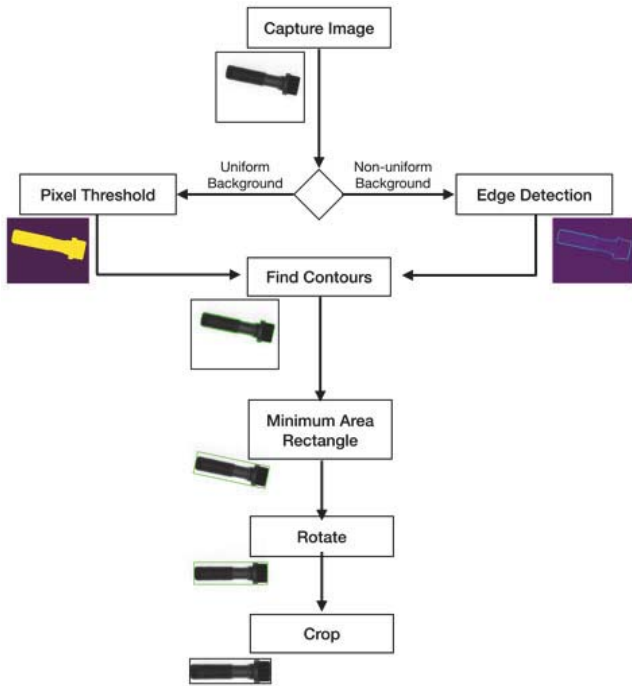 Capture Image
Uniform
Background
Non-uniform
Background
Pixel Threshold
Edge Detection
Find Contours
Minimum Area
Rectangle
Rotate
Crop